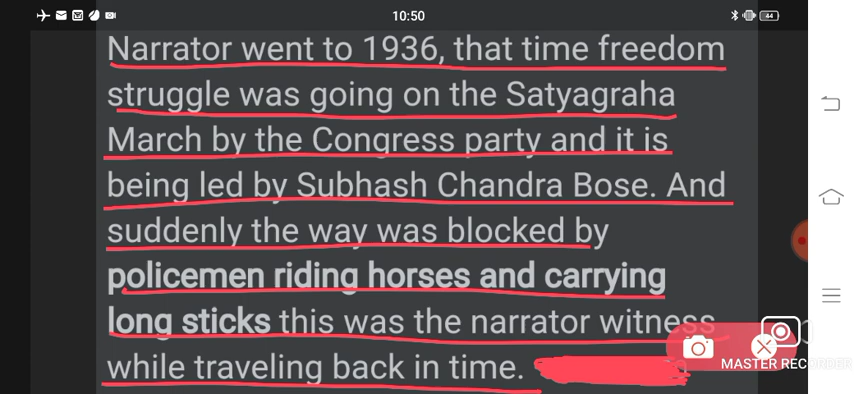 10:50
44
Narrator went to 1936, that time freedom
struggle was going on the Satyagraha
March by the Congress party and it is
being led by Subhash Chandra Bose. And
suddenly the way was blocked by
policemen riding horses and carrying
long sticks this was the narrator witness
while traveling back in time.
MASTER RECORDER